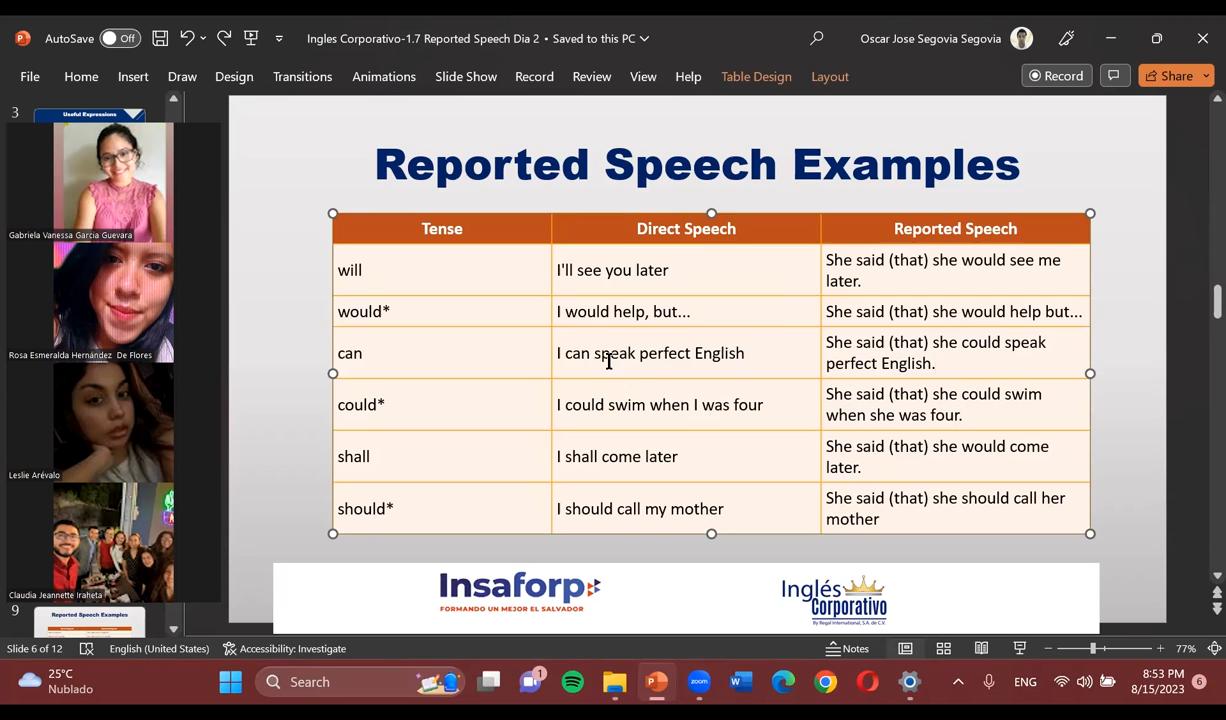 AutoSave Off Ingles Corporativo-1.7 Reported Speech Dia 2 • Saved to this PC Oscar Jose Segovia Segovia
File Home Insert Draw Design Transitions Animations Slide Show Record Review View Help Table Design Layout Record Share
3
Useful Expressions
Gabriela Vanessa Garcia Guevara
Rosa Esmeralda Hernández De Flores
Leslie Arévalo
Claudia Jeannette Iraheta
9
Reported Speech Examples
Reported Speech Examples
Tense Direct Speech Reported Speech
will I'll see you later She said (that) she would see me
later.
would* I would help, but... She said (that) she would help but...
can I can speak perfect English She said (that) she could speak
perfect English.
could* I could swim when I was four She said (that) she could swim
when she was four.
shall I shall come later She said (that) she would come
later.
should* I should call my mother She said (that) she should call her
mother
Insaforp
FORMANDO UN MEJOR EL SALVADOR
Inglés
Corporativo
By Regal International, S.A. de C.V.
Slide 6 of 12 English (United States) Accessibility: Investigate Notes 77%
25°C
Nublado
Search
1
zoom
ENG
8:53 PM
8/15/2023
6